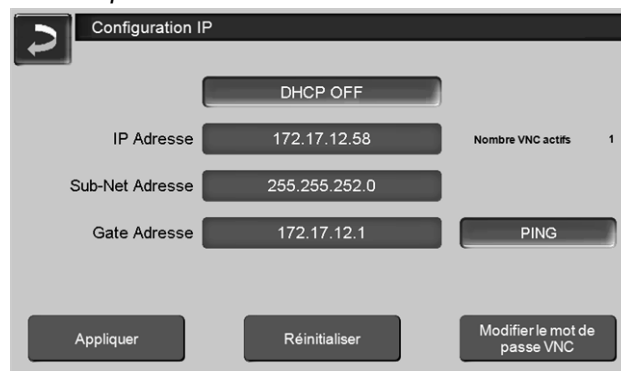 Configuration IP
DHCP OFF
IP Adresse 172.17.12.58 Nombre VNC actifs 1
Sub-Net Adresse 255.255.252.0
Gate Adresse 172.17.12.1 PING
Appliquer Réinitialiser Modifier le mot de
passe VNC